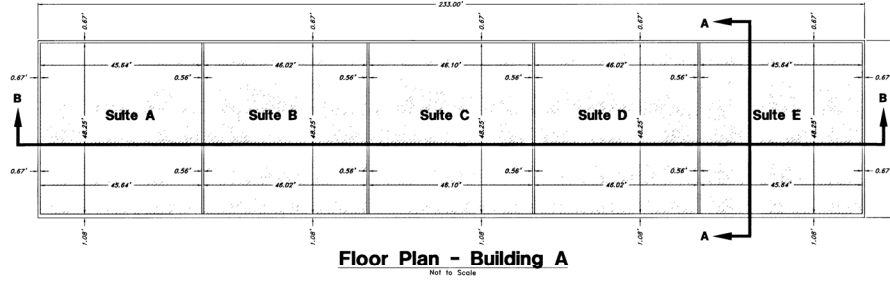 233.00'
0.67' 0.67' 0.67' 0.67' A 0.67'
45.64' 46.02' 46.10' 46.02' 45.64'
0.67' 0.56' 0.56' 0.56' 0.56' 0.67'
B B
Suite A Suite B Suite C Suite D Suite E
48.25' 48.25' 48.25' 48.25' 48.25'
0.67' 0.56' 0.56' 0.56' 0.56' 0.67'
45.64' 46.02' 46.10' 46.02' 45.64'
1.08' 1.08' 1.08' 1.08' A 1.08'
Floor Plan - Building A
Not to Scale